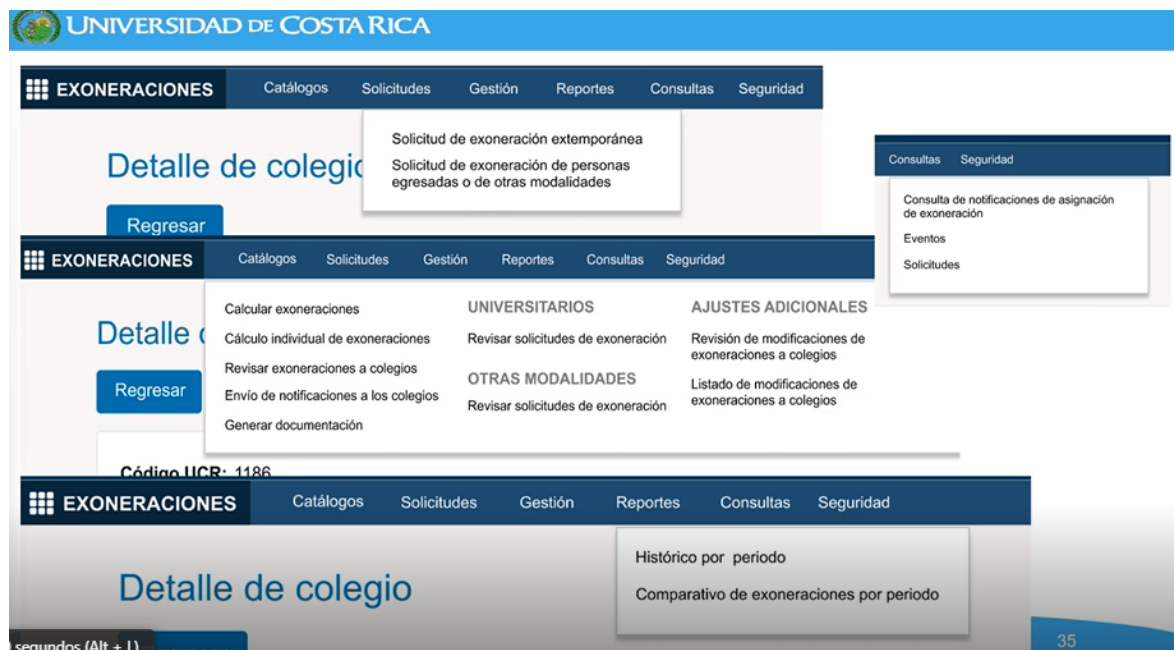 UNIVERSIDAD DE COSTA RICA
EXONERACIONES Catálogos Solicitudes Gestión Reportes Consultas Seguridad
Solicitud de exoneración extemporánea
Solicitud de exoneración de personas
egresadas o de otras modalidades
Detalle de
Regresar
Consultas Seguridad
Consulta de notificaciones de asignación
de exoneración
Eventos
Solicitudes
EXONERACIONES Catálogos Solicitudes Gestión Reportes Consultas Seguridad
Calcular exoneraciones
Cálculo individual de exoneraciones
Revisar exoneraciones a colegios
Envío de notificaciones a los colegios
Generar documentación
UNIVERSITARIOS
Revisar solicitudes de exoneración
OTRAS MODALIDADES
Revisar solicitudes de exoneración
AJUSTES ADICIONALES
Revisión de modificaciones de
exoneraciones a colegios
Listado de modificaciones de
exoneraciones a colegios
Detalle
Regresar
Código UCR: 1186
EXONERACIONES Catálogos Solicitudes Gestión Reportes Consultas Seguridad
Histórico por periodo
Comparativo de exoneraciones por periodo
Detalle de colegio
segundos (Alt +
35